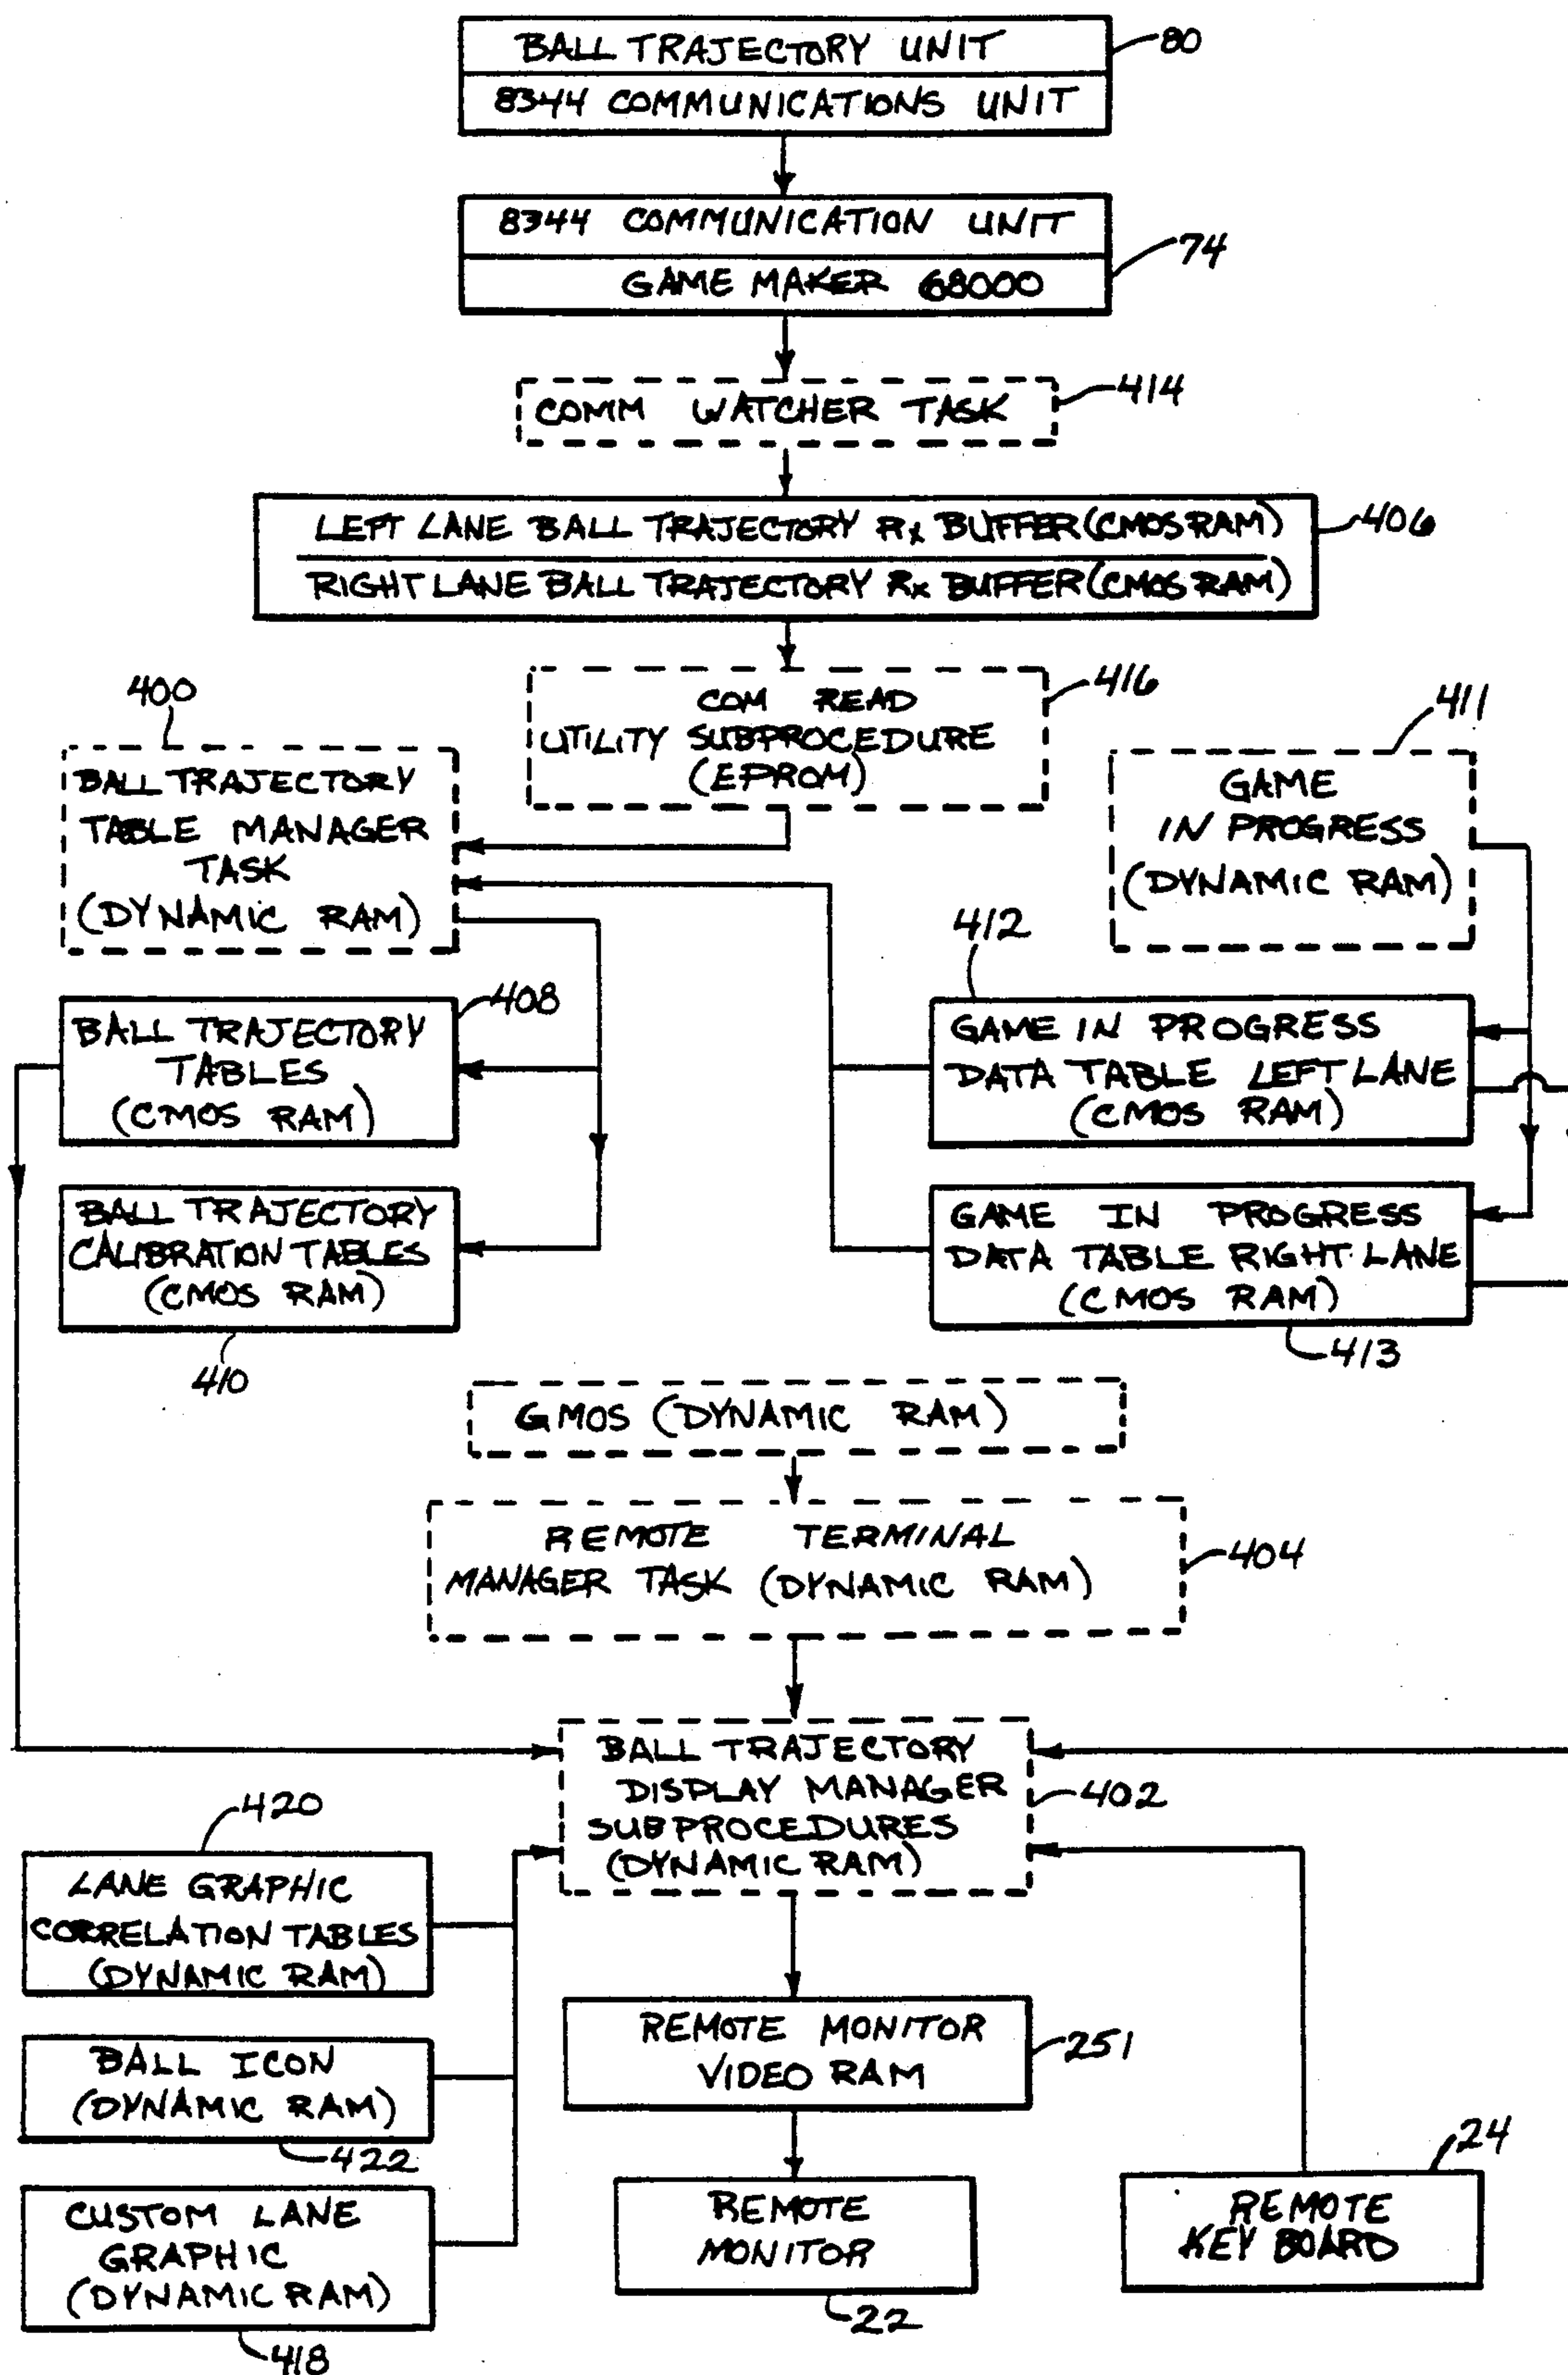 BALL TRAJECTORY UNIT
80
8344 COMMUNICATIONS UNIT
8344 COMMUNICATION UNIT
74
GAME MAKER 68000
COMM WATCHER TASK
414
LEFT LANE BALL TRAJECTORY Rx BUFFER (CMOS RAM)
406
RIGHT LANE BALL TRAJECTORY Rx BUFFER (CMOS RAM)
COM READ
UTILITY SUBPROCEDURE
(EPROM)
416
400
BALL TRAJECTORY
TABLE MANAGER
TASK
(DYNAMIC RAM)
411
GAME
IN PROGRESS
(DYNAMIC RAM)
408
BALL TRAJECTORY
TABLES
(CMOS RAM)
412
GAME IN PROGRESS
DATA TABLE LEFT LANE
(CMOS RAM)
BALL TRAJECTORY
CALIBRATION TABLES
(CMOS RAM)
410
GAME IN PROGRESS
DATA TABLE RIGHT LANE
(CMOS RAM)
413
GMOS (DYNAMIC RAM)
REMOTE TERMINAL
MANAGER TASK (DYNAMIC RAM)
404
BALL TRAJECTORY
DISPLAY MANAGER
SUBPROCEDURES
(DYNAMIC RAM)
402
420
LANE GRAPHIC
CORRELATION TABLES
(DYNAMIC RAM)
BALL ICON
(DYNAMIC RAM)
422
REMOTE MONITOR
VIDEO RAM
251
CUSTOM LANE
GRAPHIC
(DYNAMIC RAM)
418
REMOTE
MONITOR
22
24
REMOTE
KEY BOARD